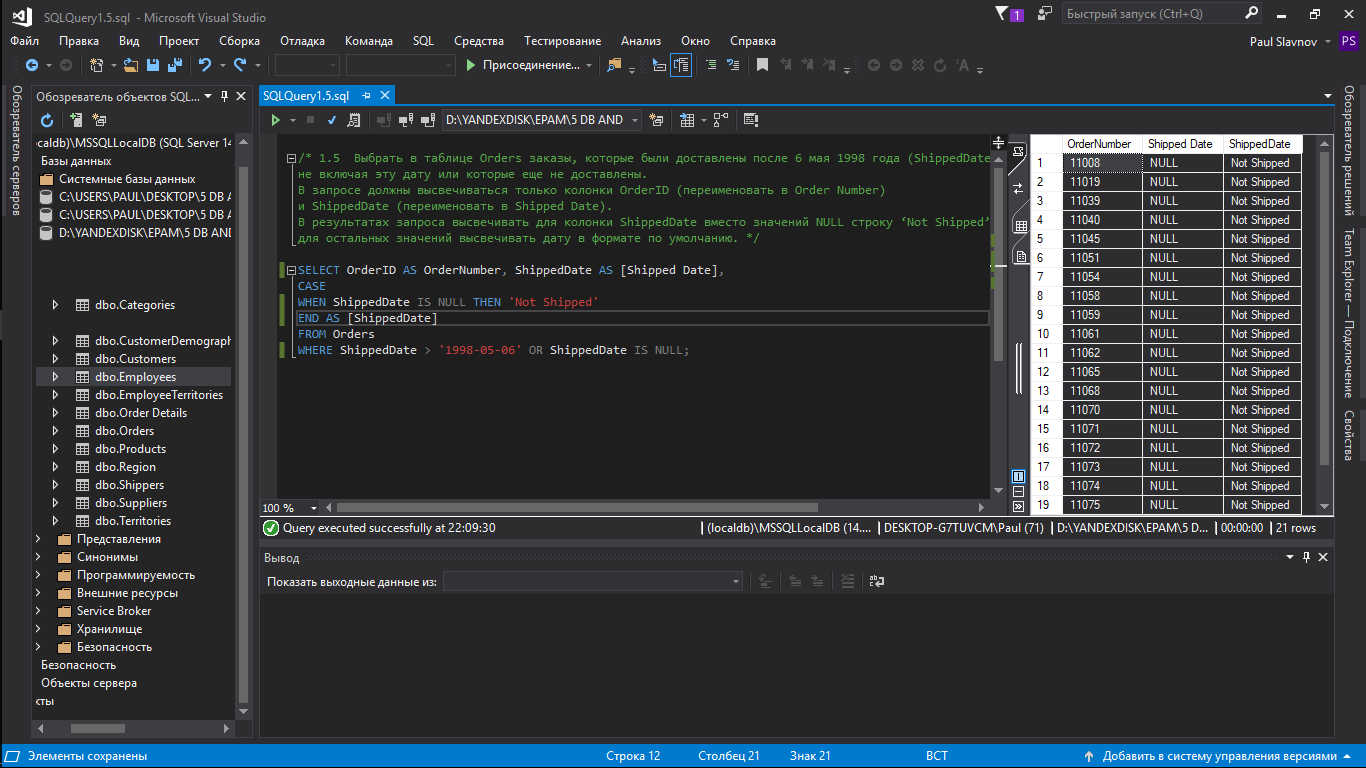 SQLQuery1.5.sql - Microsoft Visual Studio
1
Быстрый запуск (Ctrl+Q)
Файл Правка Вид Проект Сборка Отладка Команда SQL Средства Тестирование Анализ Окно Справка
Paul Slavnov PS
Присоединение...
Обозреватель серверов
Обозреватель объектов SQL...
caldb)\MSSQLLocalDB (SQL Server 14
Базы данных
Системные базы данных
C:\USERS\PAUL\DESKTOP\5 DB A
C:\USERS\PAUL\DESKTOP\5 DB A
D:\YANDEXDISK\EPAM\5 DB ANI
dbo.Categories
dbo.CustomerDemograph
dbo.Customers
dbo.Employees
dbo.EmployeeTerritories
dbo.Order Details
dbo.Orders
dbo.Products
dbo.Region
dbo.Shippers
dbo.Suppliers
dbo.Territories
Представления
Синонимы
Программируемость
Внешние ресурсы
Service Broker
Хранилище
Безопасность
Безопасность
Объекты сервера
кты
SQLQuery1.5.sql
D:\YANDEXDISK\EPAM\5 DB AND
/* 1.5 Выбрать в таблице Orders заказы, которые были доставлены после 6 мая 1998 года (ShippedDate
не включая эту дату или которые еще не доставлены.
В запросе должны высвечиваться только колонки OrderID (переименовать в Order Number)
и ShippedDate (переименовать в Shipped Date).
В результатах запроса высвечивать для колонки ShippedDate вместо значений NULL строку ‘Not Shipped’
для остальных значений высвечивать дату в формате по умолчанию. */
SELECT OrderID AS OrderNumber, ShippedDate AS [Shipped Date],
CASE
WHEN ShippedDate IS NULL THEN 'Not Shipped'
END AS [ShippedDate]
FROM Orders
WHERE ShippedDate > '1998-05-06' OR ShippedDate IS NULL;
100 %
OrderNumber Shipped Date ShippedDate
1 11008 NULL Not Shipped
2 11019 NULL Not Shipped
3 11039 NULL Not Shipped
4 11040 NULL Not Shipped
5 11045 NULL Not Shipped
6 11051 NULL Not Shipped
7 11054 NULL Not Shipped
8 11058 NULL Not Shipped
9 11059 NULL Not Shipped
10 11061 NULL Not Shipped
11 11062 NULL Not Shipped
12 11065 NULL Not Shipped
13 11068 NULL Not Shipped
14 11070 NULL Not Shipped
15 11071 NULL Not Shipped
16 11072 NULL Not Shipped
17 11073 NULL Not Shipped
18 11074 NULL Not Shipped
19 11075 NULL Not Shipped
Query executed successfully at 22:09:30
(localdb)\MSSQLLocalDB (14.... DESKTOP-G7TUVCM\Paul (71) D:\YANDEXDISK\EPAM\5 D... 00:00:00 21 rows
Вывод
Показать выходные данные из:
Обозреватель решений
Team Explorer — Подключение
Свойства
Элементы сохранены
Строка 12 Столбец 21 Знак 21 ВСТ
Добавить в систему управления версиями